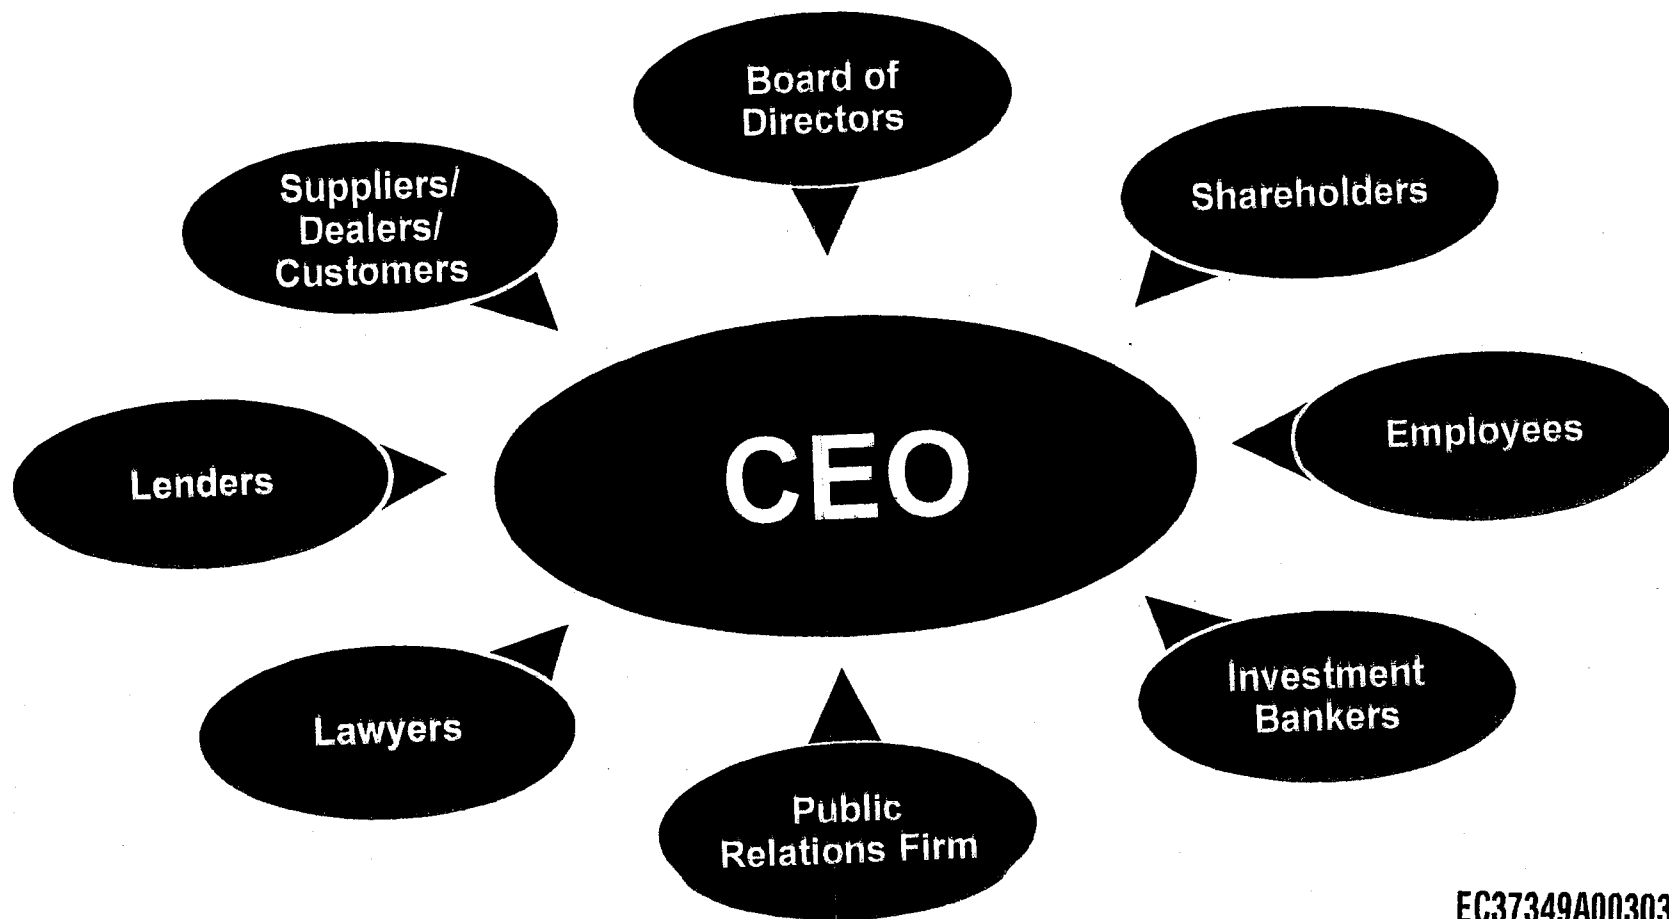 Board of
Directors
Suppliers/
Dealers/
Customers
Shareholders
CEO
Employees
Lenders
Investment
Bankers
Lawyers
Public
Relations Firm
EC37349A00303